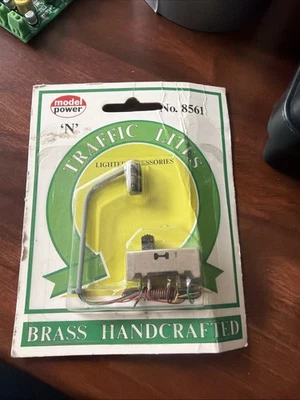 model
power
No. 8561
'N'
TRAFFIC LITES
LIGHTED ACCESSORIES
BRASS HANDCRAFTED